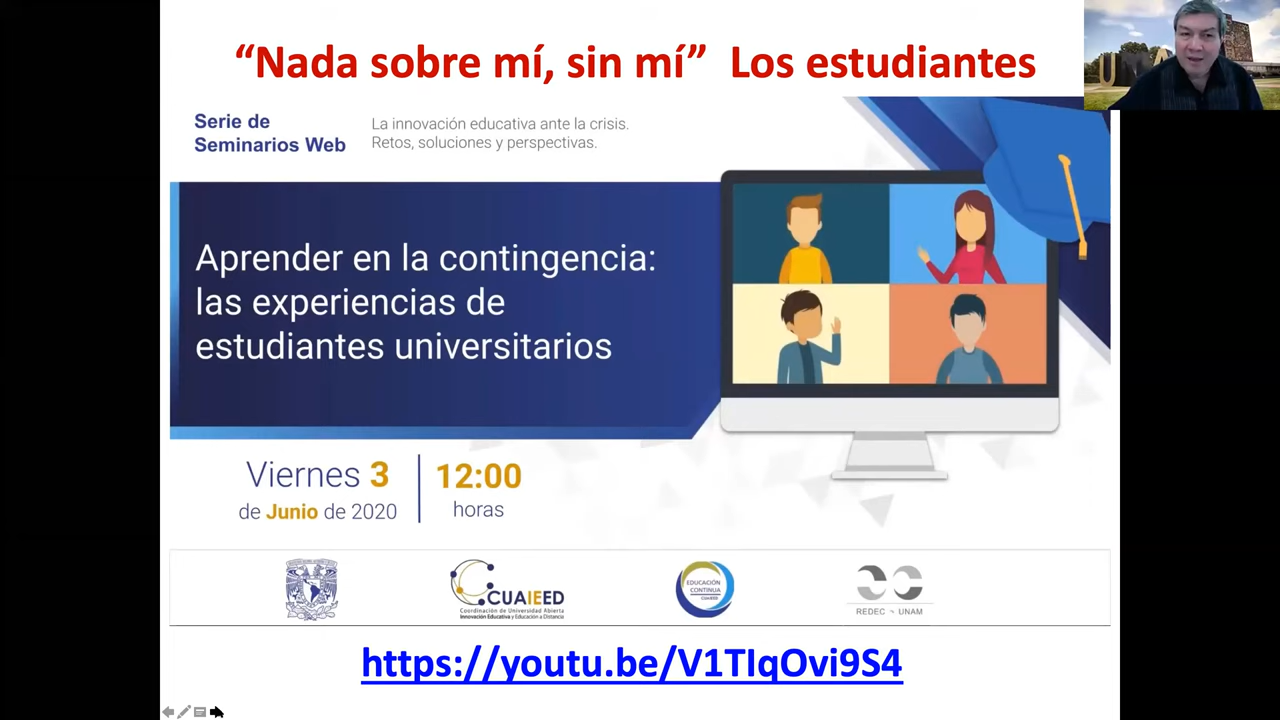 “Nada sobre mí, sin mí” Los estudiantes
Serie de
Seminarios Web
La innovación educativa ante la crisis.
Retos, soluciones y perspectivas.
Aprender en la contingencia:
las experiencias de
estudiantes universitarios
Viernes 3
de Junio de 2020
12:00
horas
CUAIEED
Coordinación de Universidad Abierta
Innovación Educativa y Educación a Distancia
EDUCACIÓN
CONTINUA
CUAIEED
REDEC UNAM
https://youtu.be/V1TIqOvi9S4